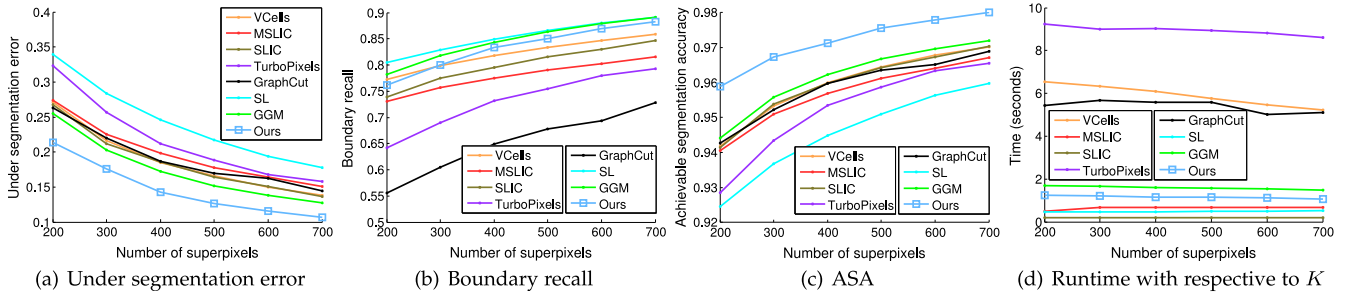 Under segmentation error
0.4
0.35
0.3
0.25
0.2
0.15
0.1
200 300 400 500 600 700
Number of superpixels
VCells
MSLIC
SLIC
TurboPixels
GraphCut
SL
GGM
Ours
(a) Under segmentation error
Boundary recall
0.9
0.85
0.8
0.75
0.7
0.65
0.6
0.55
0.5
200 300 400 500 600 700
Number of superpixels
VCells
MSLIC
SLIC
TurboPixels
GraphCut
SL
GGM
Ours
(b) Boundary recall
Achievable segmentation accuracy
0.98
0.97
0.96
0.95
0.94
0.93
0.92
200 300 400 500 600 700
Number of superpixels
VCells
MSLIC
SLIC
TurboPixels
GraphCut
SL
GGM
Ours
(c) ASA
Time (seconds)
10
8
6
4
2
0
200 300 400 500 600 700
Number of superpixels
VCells
MSLIC
SLIC
TurboPixels
GraphCut
SL
GGM
Ours
(d) Runtime with respective to K